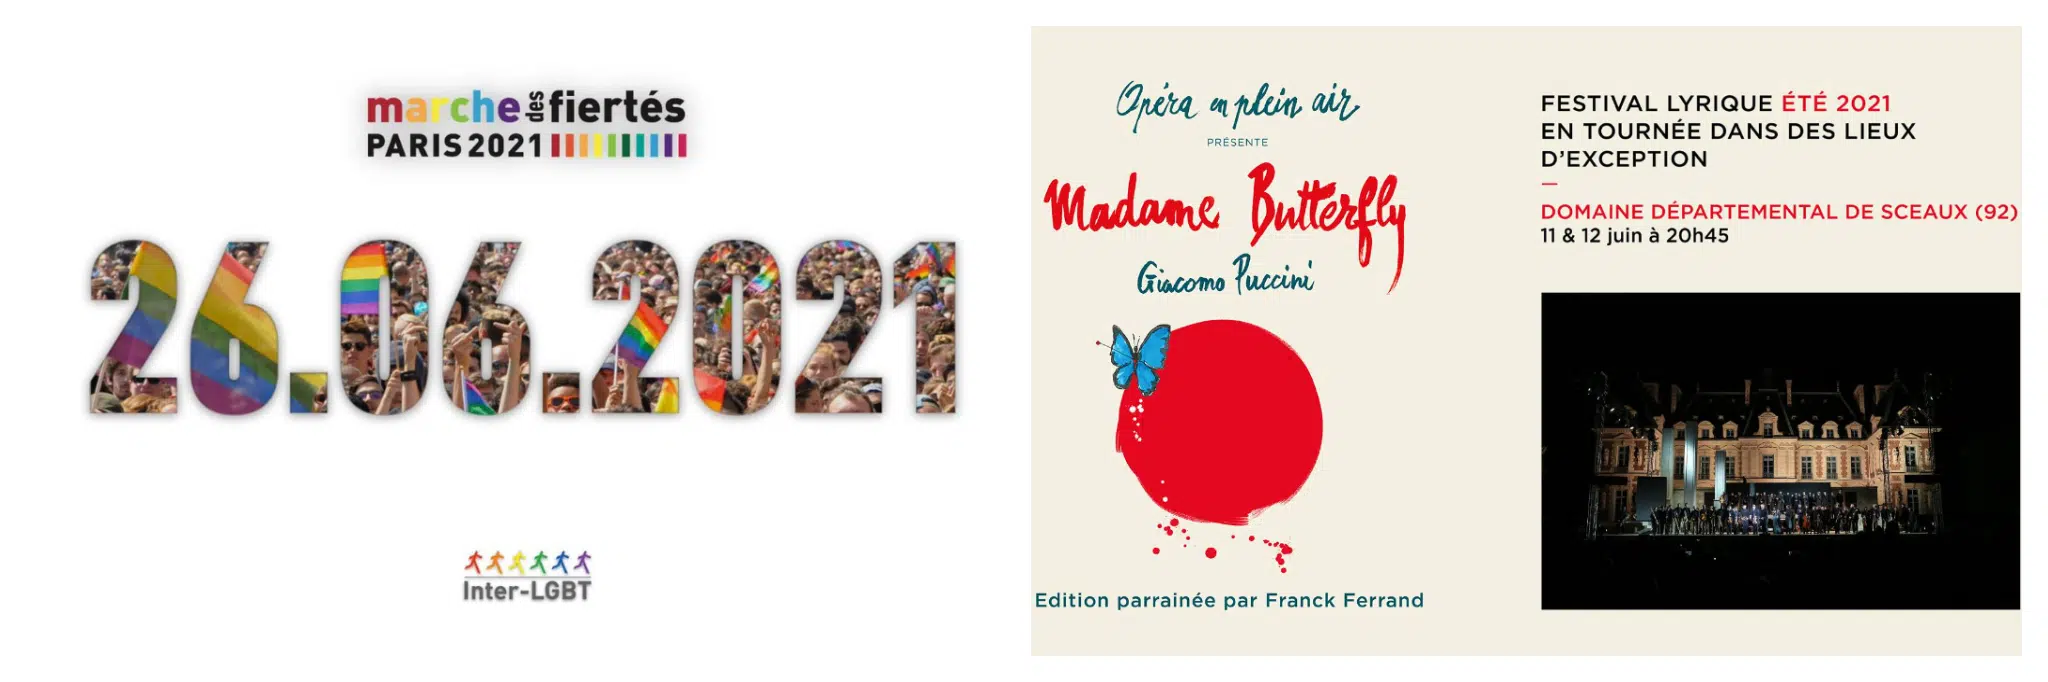 marche des fiertés
PARIS 2021
26.06.2021
Inter-LGBT
Opéra en plein air
PRÉSENTE
Madame Butterfly
Giacomo Puccini
Edition parrainée par Franck Ferrand
FESTIVAL LYRIQUE ÉTÉ 2021
EN TOURNÉE DANS DES LIEUX
D'EXCEPTION
—
DOMAINE DÉPARTEMENTAL DE SCEAUX (92)
11 & 12 juin à 20h45